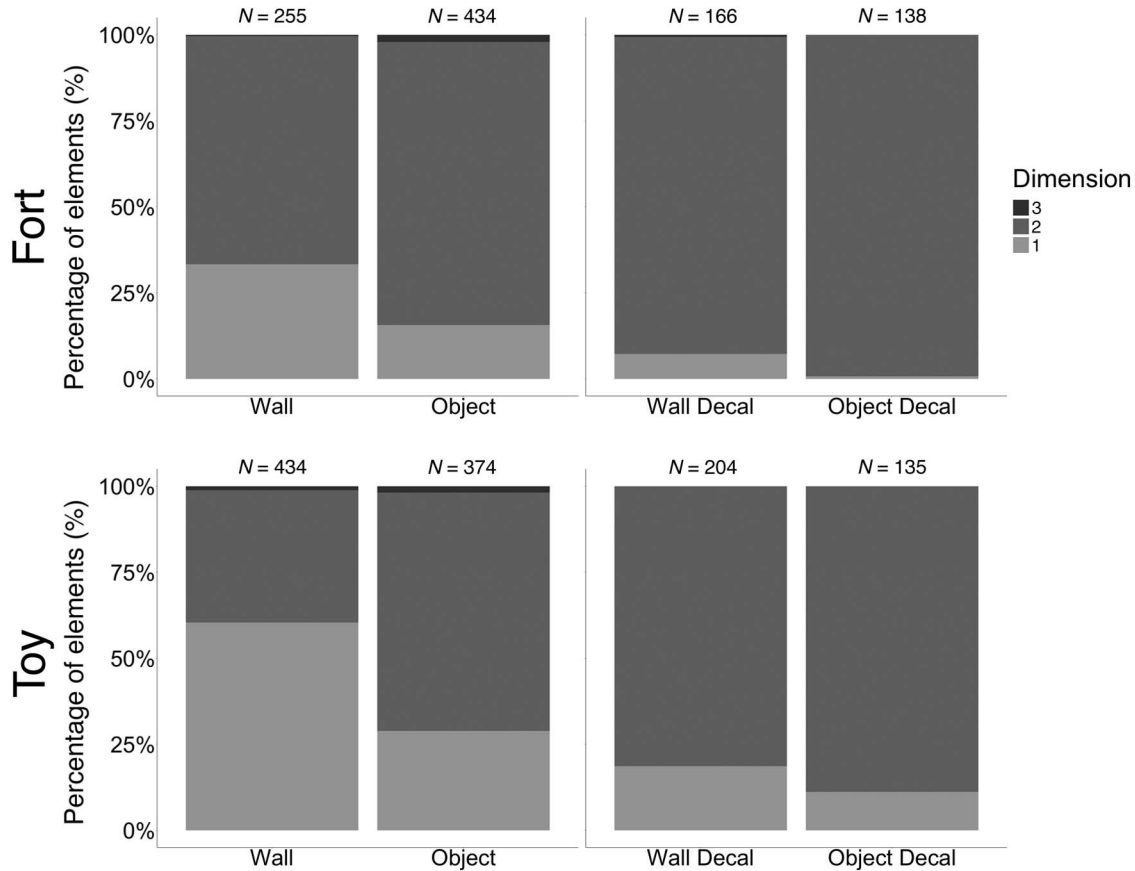 N = 255
N = 434
N = 166
N = 138
Fort
Percentage of elements (%)
100%
75%
50%
25%
0%
Wall
Object
Wall Decal
Object Decal
Dimension
3
2
1
N = 434
N = 374
N = 204
N = 135
Toy
Percentage of elements (%)
100%
75%
50%
25%
0%
Wall
Object
Wall Decal
Object Decal